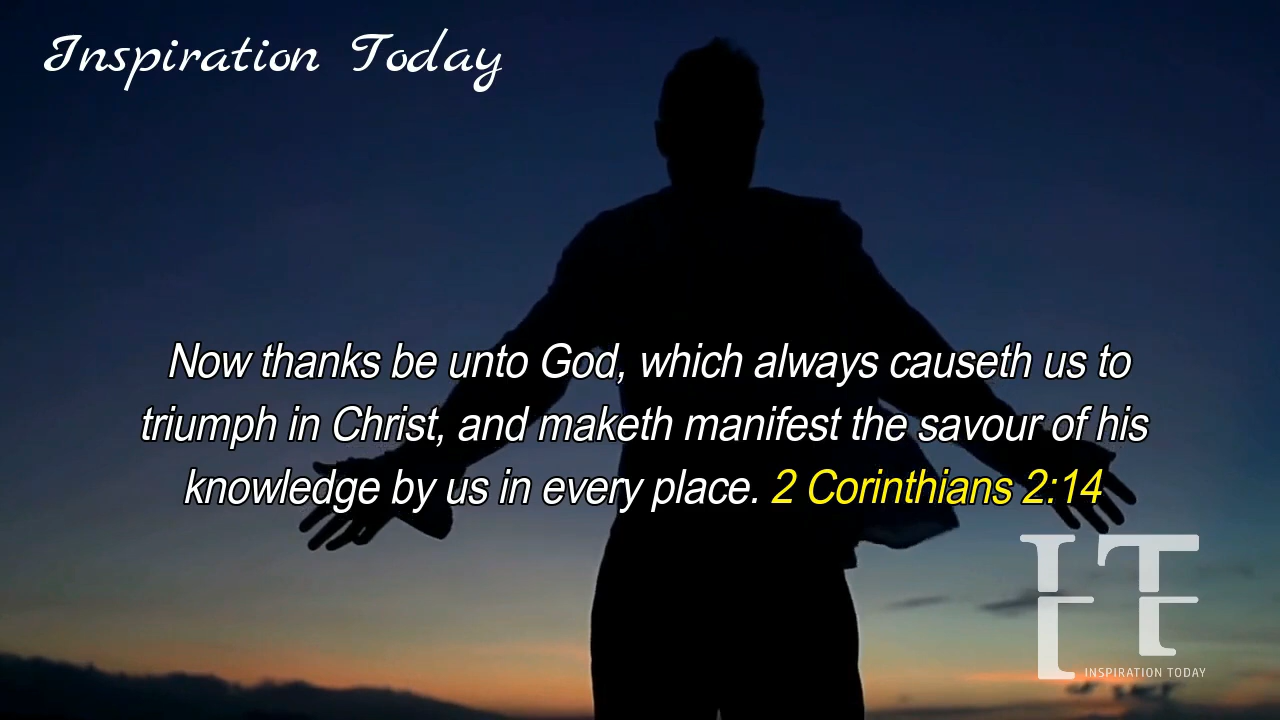 Inspiration Today
Now thanks be unto God, which always causeth us to
triumph in Christ, and maketh manifest the savour of his
knowledge by us in every place. 2 Corinthians 2:14
IT
INSPIRATION TODAY